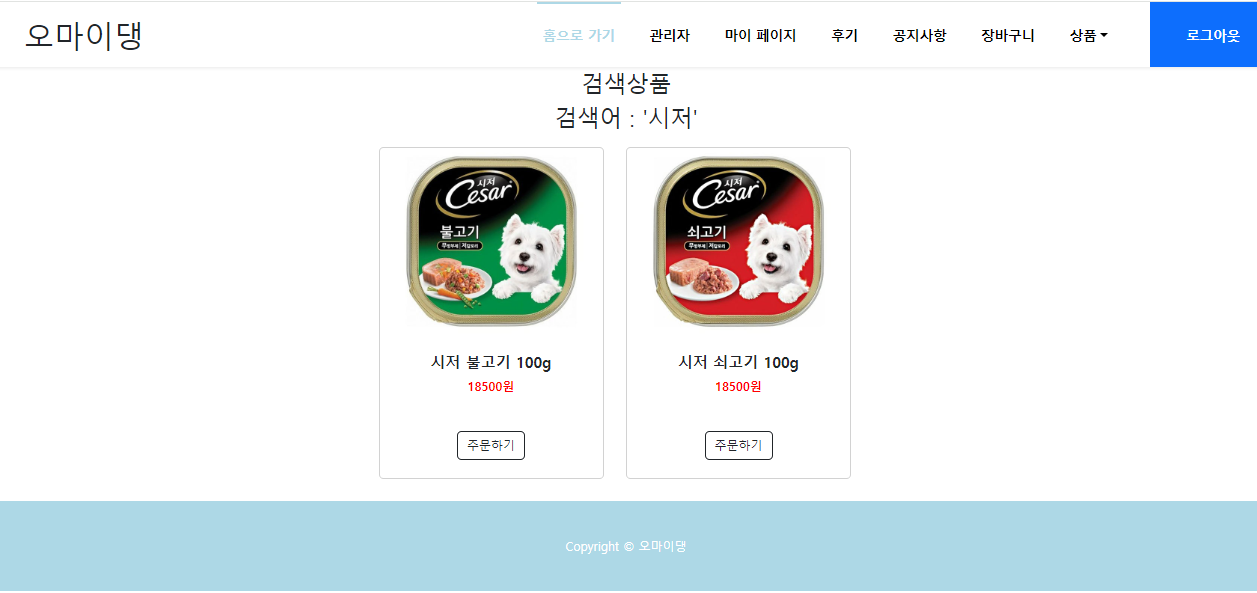 오마이댕
홈으로 가기 관리자 마이 페이지 후기 공지사항 장바구니 상품 로그아웃
검색상품
검색어 : '시저'
시저
Cesar
불고기
시저
Cesar
쇠고기
시저 불고기 100g
18500원
주문하기
시저 쇠고기 100g
18500원
주문하기
Copyright © 오마이댕